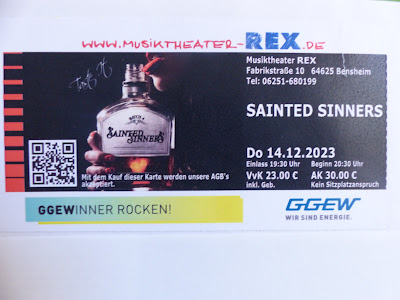 WWW.MUSIKTHEATER-REX.DE
Musiktheater REX
Fabrikstraße 10 64625 Bensheim
Tel: 06251-680199
SAINTED SINNERS
SAINTED
SINNERS
Do 14.12.2023
Einlass 19:30 Uhr Beginn 20:30 Uhr
VvK 23.00 € AK 30.00 €
inkl. Geb. Kein Sitzplatzanspruch
Mit dem Kauf dieser Karte werden unsere AGB's
akzeptiert.
GGEWINNER ROCKEN!
GGEW
WIR SIND ENERGIE.